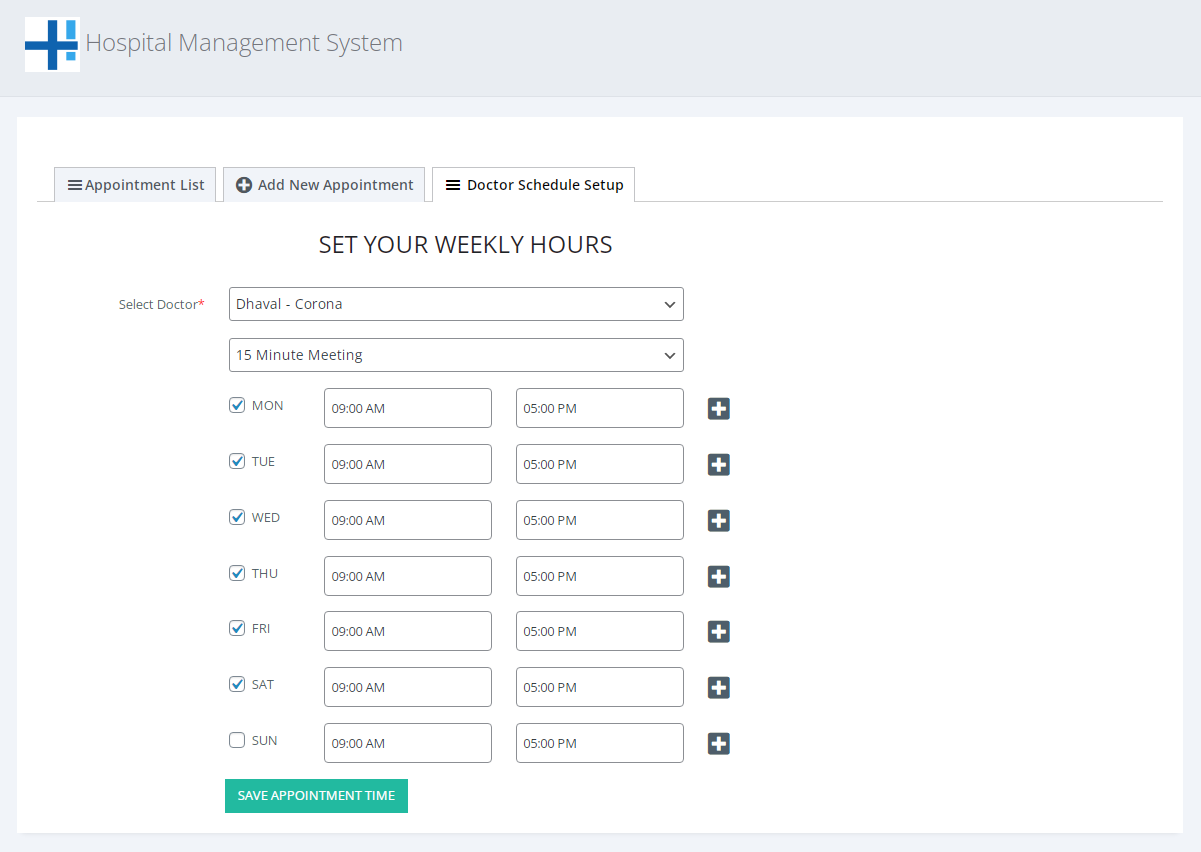 Hospital Management System
Appointment List Add New Appointment Doctor Schedule Setup
SET YOUR WEEKLY HOURS
Select Doctor* Dhaval - Corona
15 Minute Meeting
MON 09:00 AM 05:00 PM
TUE 09:00 AM 05:00 PM
WED 09:00 AM 05:00 PM
THU 09:00 AM 05:00 PM
FRI 09:00 AM 05:00 PM
SAT 09:00 AM 05:00 PM
SUN 09:00 AM 05:00 PM
SAVE APPOINTMENT TIME